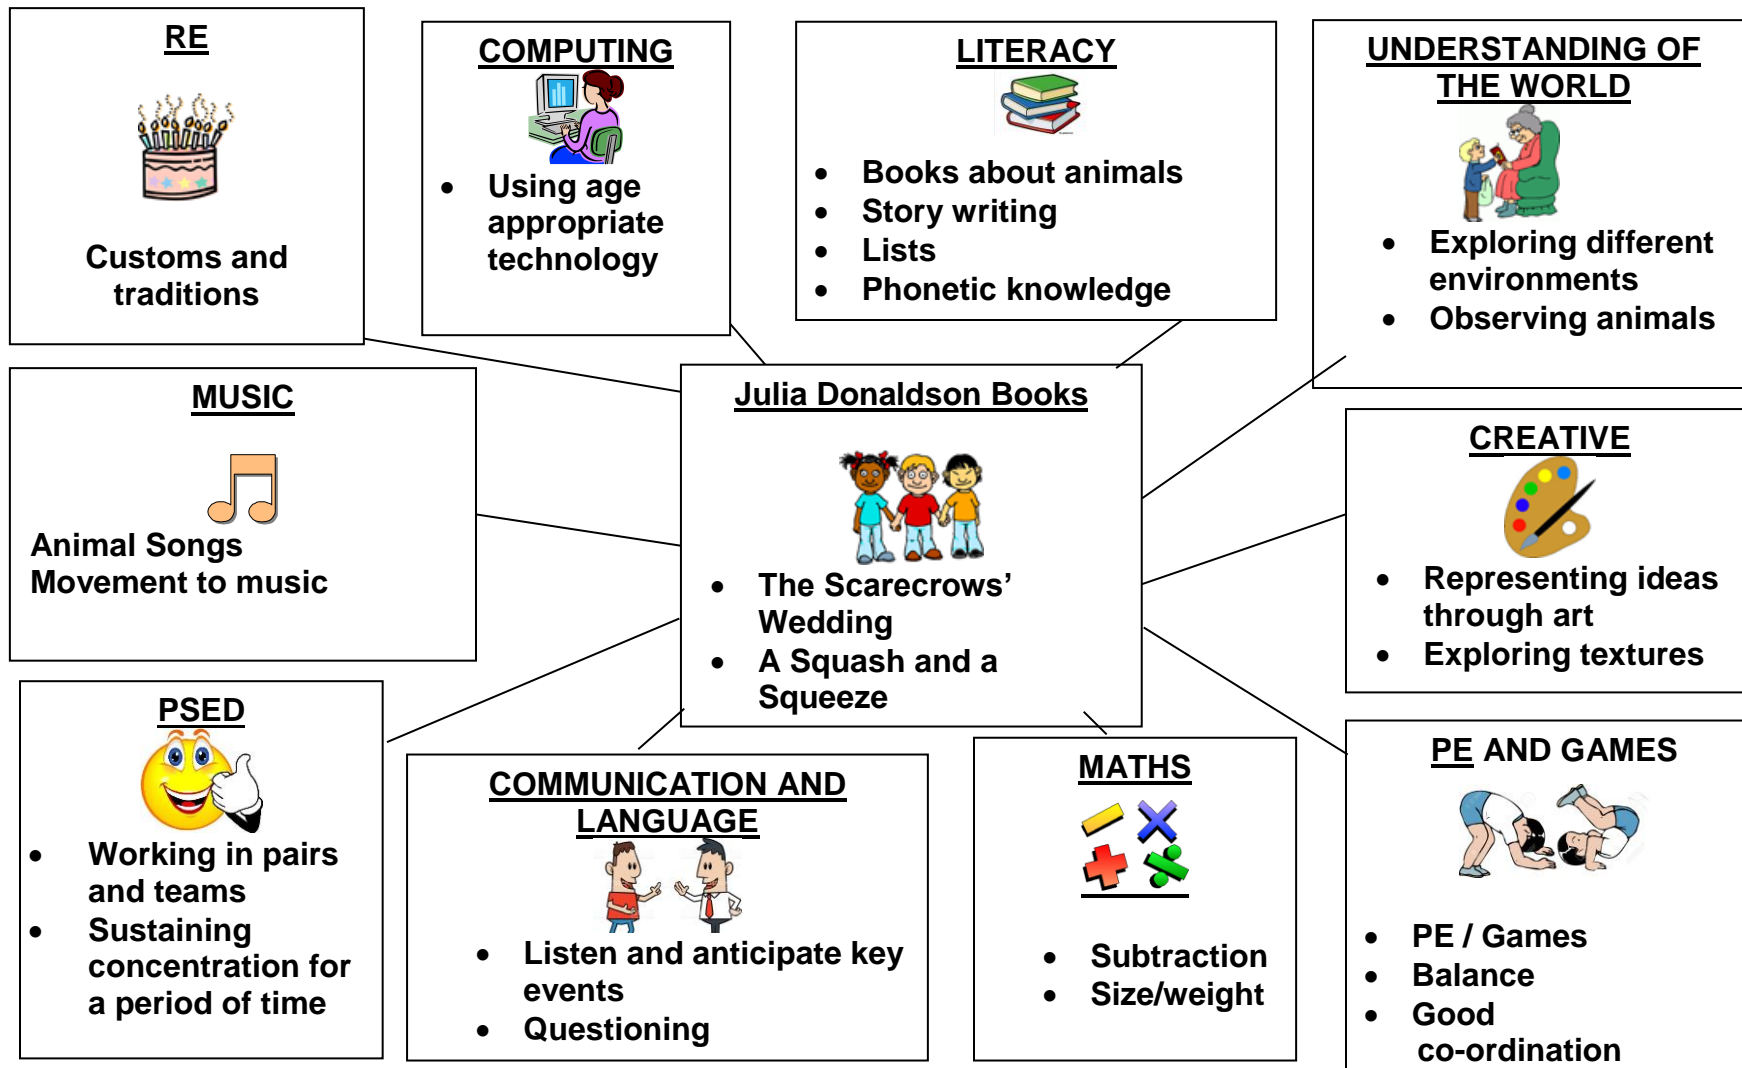 RE
Customs and
traditions
COMPUTING
• Using age
appropriate
technology
LITERACY
• Books about animals
• Story writing
• Lists
• Phonetic knowledge
UNDERSTANDING OF
THE WORLD
• Exploring different
environments
• Observing animals
MUSIC
Animal Songs
Movement to music
Julia Donaldson Books
• The Scarecrows’
Wedding
• A Squash and a
Squeeze
CREATIVE
• Representing ideas
through art
• Exploring textures
PSED
• Working in pairs
and teams
• Sustaining
concentration for
a period of time
COMMUNICATION AND
LANGUAGE
• Listen and anticipate key
events
• Questioning
MATHS
• Subtraction
• Size/weight
PE AND GAMES
• PE / Games
• Balance
• Good
co-ordination